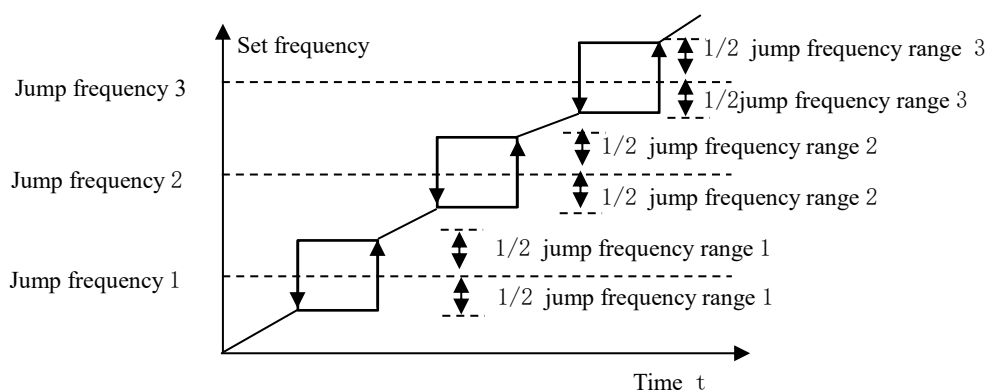 Set frequency
1/2 jump frequency range 3
Jump frequency 3
1/2jump frequency range 3
1/2 jump frequency range 2
Jump frequency 2
1/2 jump frequency range 2
1/2 jump frequency range 1
Jump frequency 1
1/2 jump frequency range 1
Time t